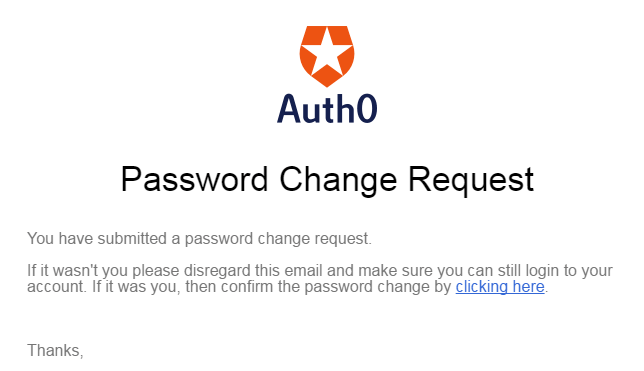 Auth0
Password Change Request
You have submitted a password change request.
If it wasn't you please disregard this email and make sure you can still login to your
account. If it was you, then confirm the password change by clicking here.
Thanks,